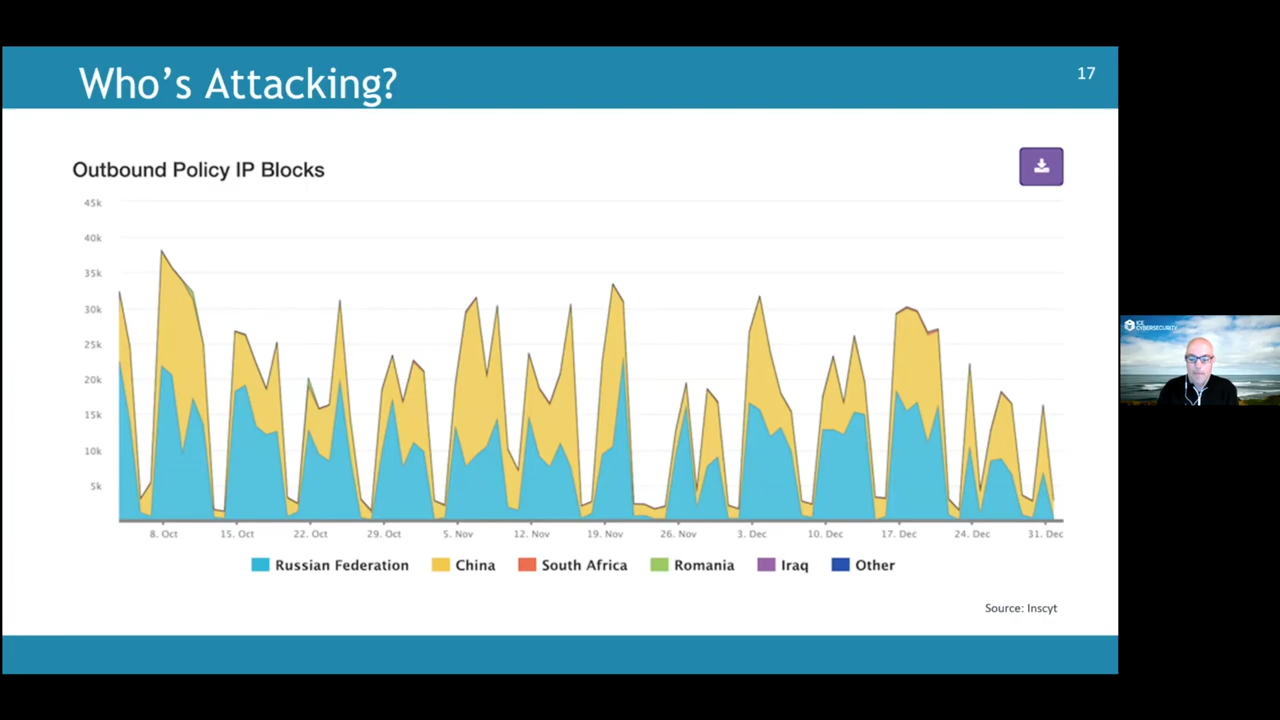 Who's Attacking?
17
Outbound Policy IP Blocks
45k
40k
35k
30k
25k
20k
15k
10k
5k
8. Oct
15. Oct
22. Oct
29. Oct
5. Nov
12. Nov
19. Nov
26. Nov
3. Dec
10. Dec
17. Dec
24. Dec
31. Dec
Russian Federation
China
South Africa
Romania
Iraq
Other
Source: Inscyt
ICE
CYBERSECURITY